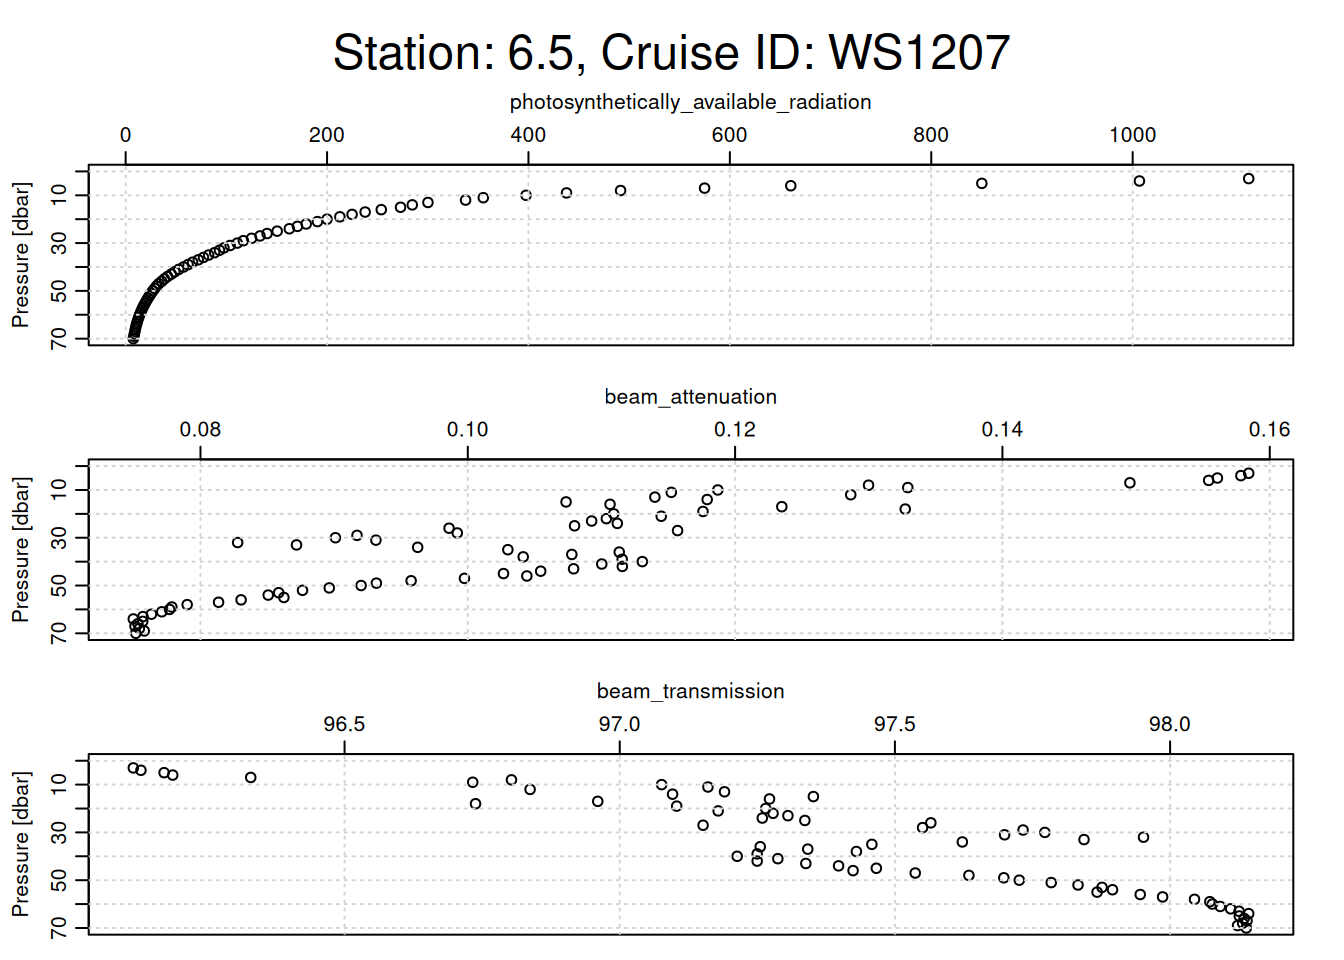 Station: 6.5, Cruise ID: WS1207
photosynthetically_available_radiation
0 200 400 600 800 1000
Pressure [dbar]
10
30
50
70
beam_attenuation
0.08 0.10 0.12 0.14 0.16
Pressure [dbar]
10
30
50
70
beam_transmission
96.5 97.0 97.5 98.0
Pressure [dbar]
10
30
50
70